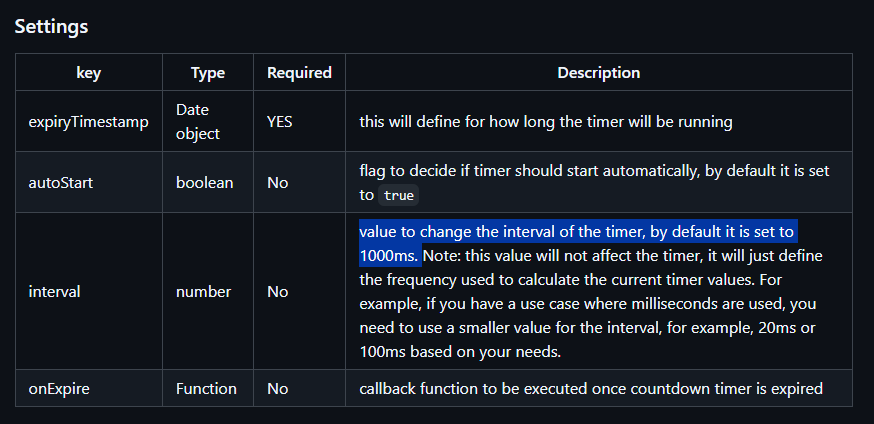 Settings
key Type Required Description
expiryTimestamp Date object YES this will define for how long the timer will be running
autoStart boolean No flag to decide if timer should start automatically, by default it is set
to true
interval number No value to change the interval of the timer, by default it is set to
1000ms. Note: this value will not affect the timer, it will just define
the frequency used to calculate the current timer values. For
example, if you have a use case where milliseconds are used, you
need to use a smaller value for the interval, for example, 20ms or
100ms based on your needs.
onExpire Function No callback function to be executed once countdown timer is expired